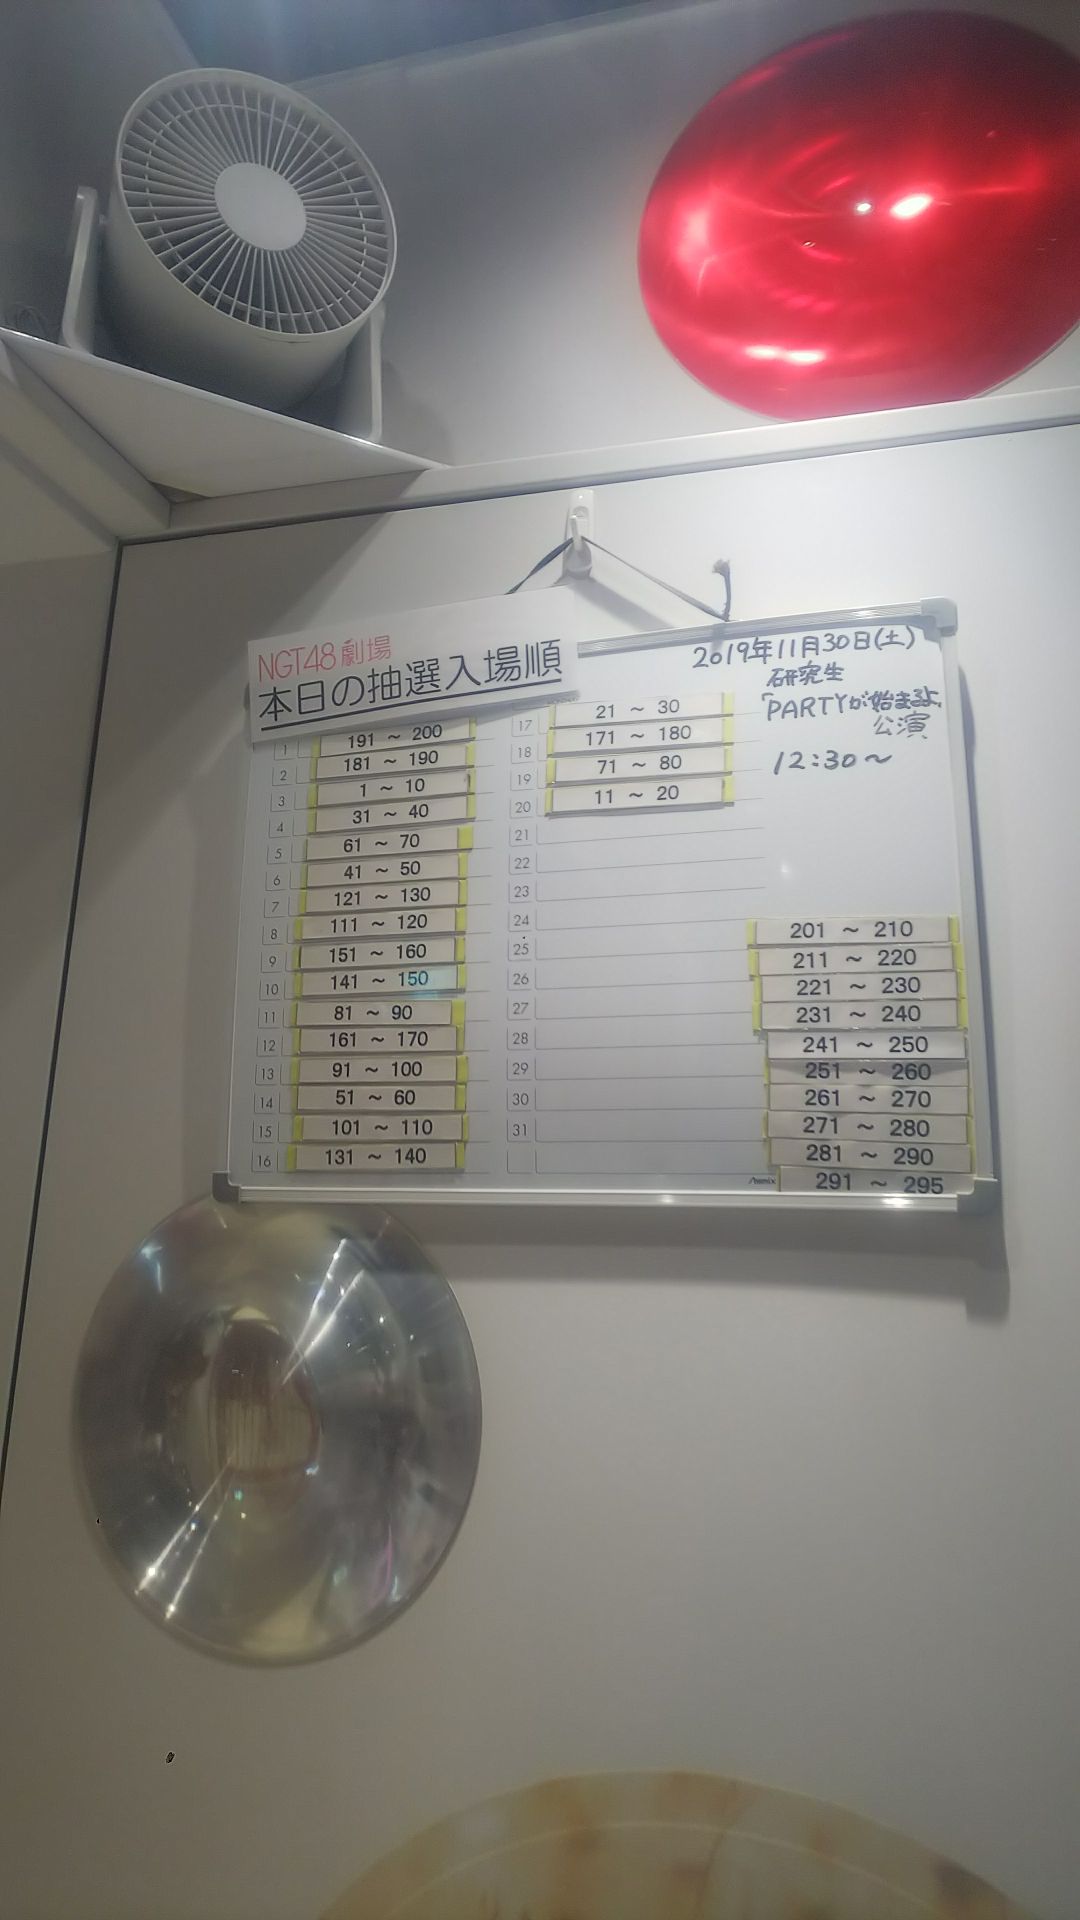 NGT48劇場
本日の抽選入場順
2019年11月30日(土)
研究生
「PARTYが始まるよ」
公演
12:30～
1 191 ～ 200
2 181 ～ 190
3 1 ～ 10
4 31 ～ 40
5 61 ～ 70
6 41 ～ 50
7 121 ～ 130
8 111 ～ 120
9 151 ～ 160
10 141 ～ 150
11 81 ～ 90
12 161 ～ 170
13 91 ～ 100
14 51 ～ 60
15 101 ～ 110
16 131 ～ 140
17 21 ～ 30
18 171 ～ 180
19 71 ～ 80
20 11 ～ 20
21
22
23
24
25
26
27
28
29
30
31
201 ～ 210
211 ～ 220
221 ～ 230
231 ～ 240
241 ～ 250
251 ～ 260
261 ～ 270
271 ～ 280
281 ～ 290
291 ～ 295